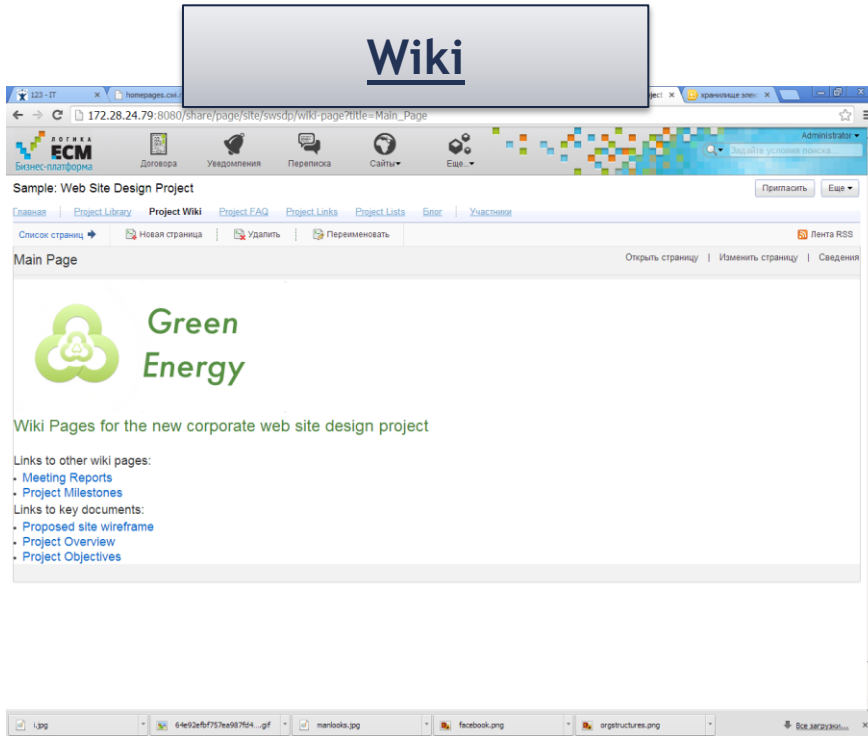 Wiki
123 - IT
homepages.cwi.
ject
хранилище элек
172.28.24.79:8080/share/page/site/swsdp/wiki-page?title=Main_Page
ЛОГИКА
ECM
Бизнес-платформа
Договора
Уведомления
Переписка
Сайты
Еще...
Administrator
Задайте условия поиска...
Sample: Web Site Design Project
Пригласить
Еще
Главная
Project Library
Project Wiki
Project FAQ
Project Links
Project Lists
Блог
Участники
Список страниц
Новая страница
Удалить
Переименовать
Лента RSS
Main Page
Открыть страницу | Изменить страницу | Сведения
Green
Energy
Wiki Pages for the new corporate web site design project
Links to other wiki pages:
Meeting Reports
Project Milestones
Links to key documents:
Proposed site wireframe
Project Overview
Project Objectives
i.jpg
64e92efbf757ea987ffd4....gif
manlooks.jpg
facebook.png
orgstructures.png
Все загрузки...